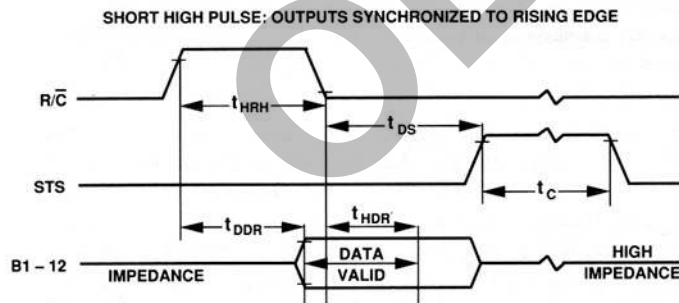 SHORT HIGH PULSE: OUTPUTS SYNCHRONIZED TO RISING EDGE
R/C̅
tHRH
tDS
STS
tC
tDDR
tHDR
B1 – 12
IMPEDANCE
DATA
VALID
HIGH
IMPEDANCE